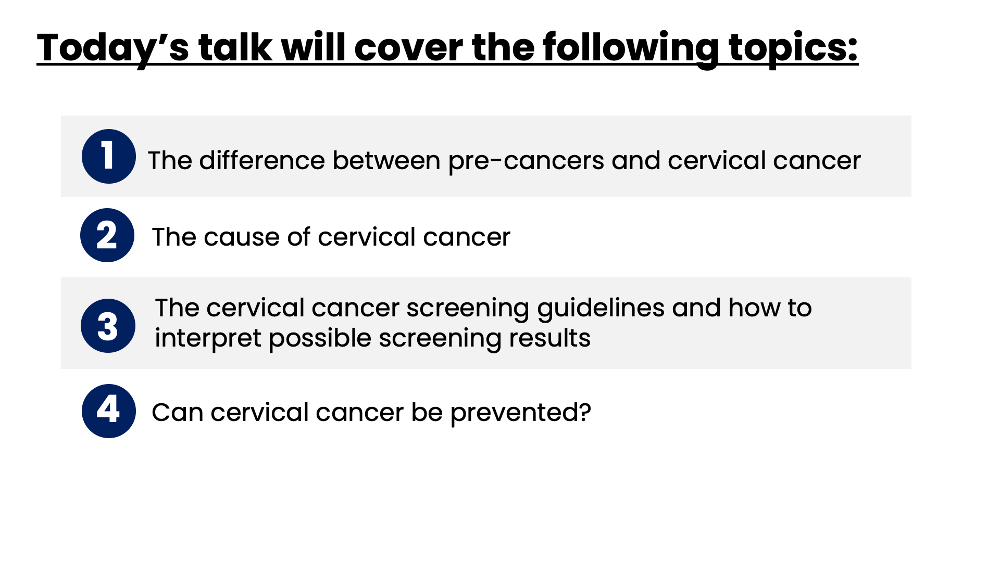 Today’s talk will cover the following topics:
1 The difference between pre-cancers and cervical cancer
2 The cause of cervical cancer
3 The cervical cancer screening guidelines and how to
interpret possible screening results
4 Can cervical cancer be prevented?